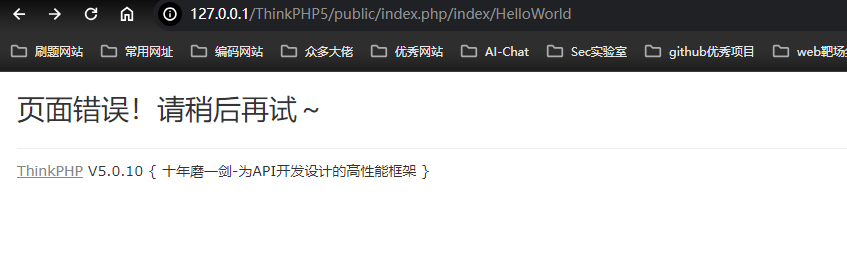 127.0.0.1/ThinkPHP5/public/index.php/index/HelloWorld
刷题网站 常用网址 编码网站 众多大佬 优秀网站 AI-Chat Sec实验室 github优秀项目 web靶场
页面错误！请稍后再试～
ThinkPHP V5.0.10 { 十年磨一剑-为API开发设计的高性能框架 }